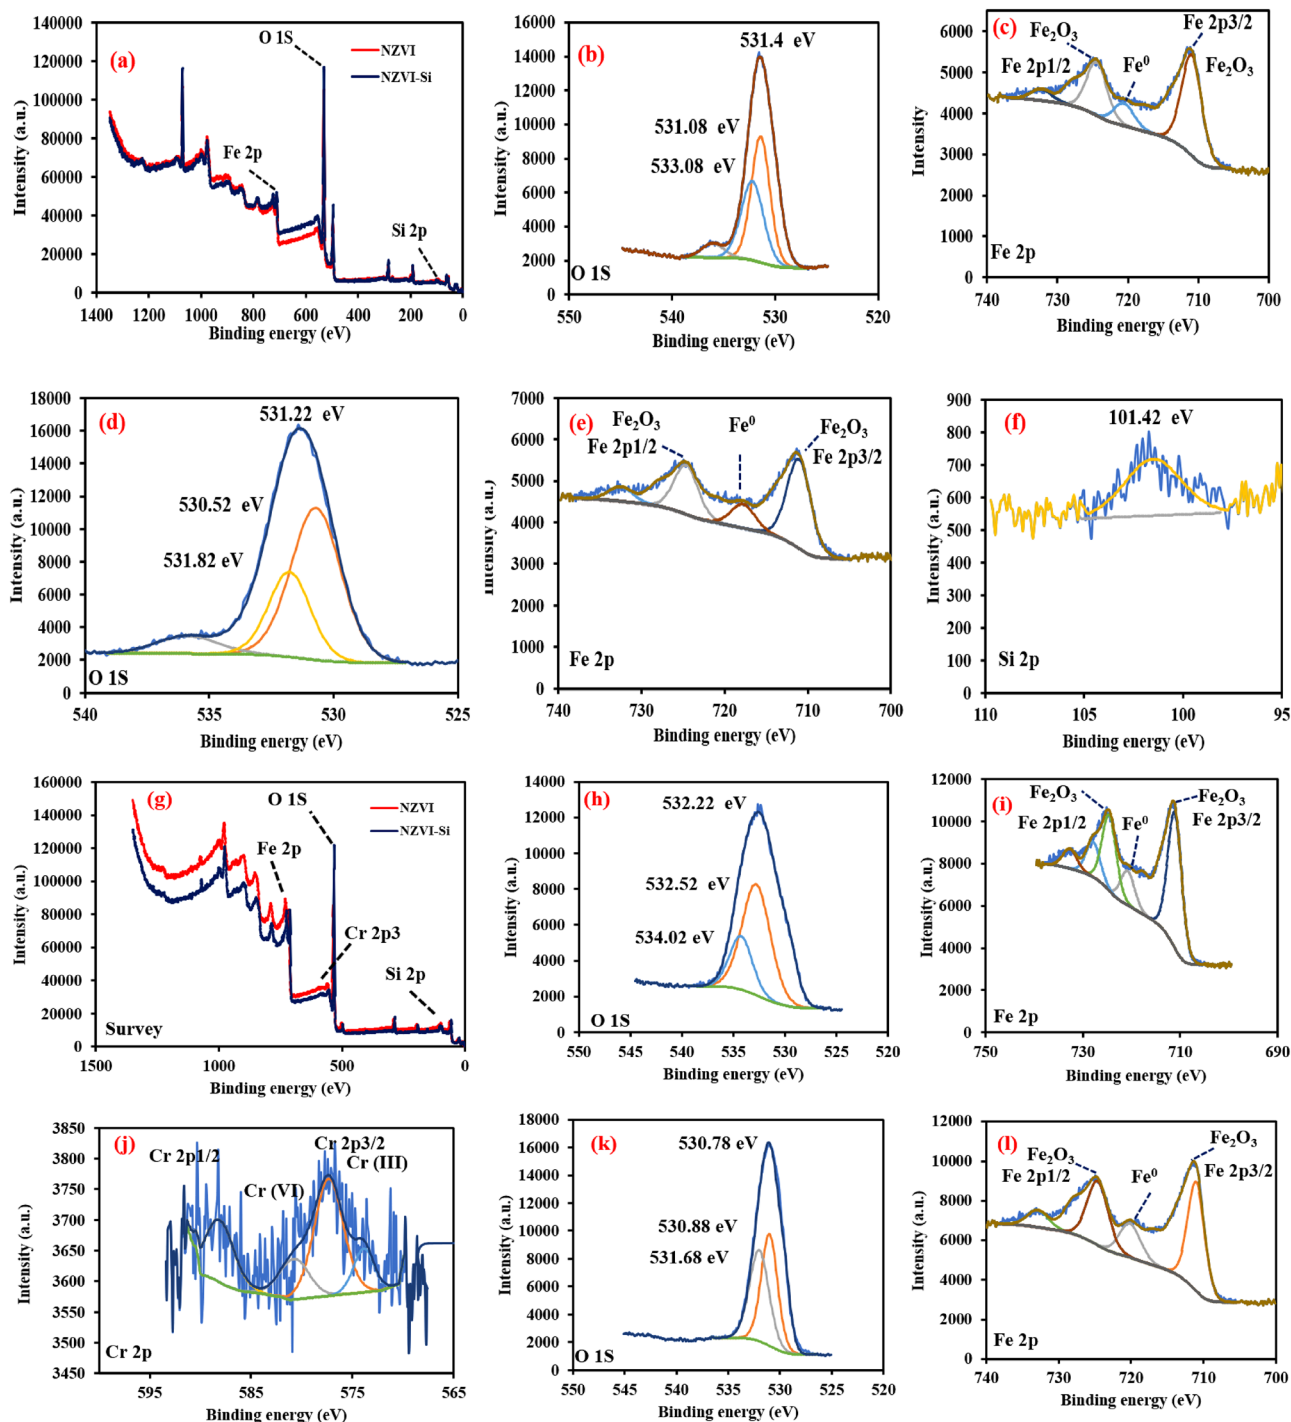 (a)
140000
120000
100000
80000
60000
40000
20000
0
1400 1200 1000 800 600 400 200 0
Intensity (a.u.)
Binding energy (eV)
O 1S
NZVI
NZVI-Si
Fe 2p
Si 2p
(b)
16000
14000
12000
10000
8000
6000
4000
2000
0
550 540 530 520
Intensity (a.u.)
Binding energy (eV)
531.4 eV
531.08 eV
533.08 eV
O 1S
(c)
6000
5000
4000
3000
2000
1000
0
740 730 720 710 700
Intensity
Binding energy (eV)
Fe 2p3/2
Fe₂O₃
Fe 2p1/2
Fe⁰
Fe₂O₃
Fe 2p
(d)
18000
16000
14000
12000
10000
8000
6000
4000
2000
0
540 535 530 525
Intensity (a.u.)
Binding energy (eV)
531.22 eV
530.52 eV
531.82 eV
O 1S
(e)
7000
6000
5000
4000
3000
2000
1000
0
740 730 720 710 700
Intensity (a.u.)
Binding energy (eV)
Fe₂O₃
Fe 2p1/2
Fe⁰
Fe₂O₃
Fe 2p3/2
Fe 2p
(f)
900
800
700
600
500
400
300
200
100
0
110 105 100 95
Intensity (a.u.)
Binding energy (eV)
101.42 eV
Si 2p
(g)
160000
140000
120000
100000
80000
60000
40000
20000
0
1500 1000 500 0
Intensity (a.u.)
Binding energy (eV)
O 1S
NZVI
NZVI-Si
Fe 2p
Cr 2p3
Si 2p
Survey
(h)
14000
12000
10000
8000
6000
4000
2000
0
550 545 540 535 530 525 520
Intensity (a.u.)
Binding energy (eV)
532.22 eV
532.52 eV
534.02 eV
O 1S
(i)
12000
10000
8000
6000
4000
2000
0
750 730 710 690
Intensity (a.u.)
Binding energy (eV)
Fe₂O₃
Fe 2p1/2
Fe⁰
Fe₂O₃
Fe 2p3/2
Fe 2p
(j)
3850
3800
3750
3700
3650
3600
3550
3500
3450
595 585 575 565
Intensity (a.u.)
Binding energy (eV)
Cr 2p1/2
Cr 2p3/2
Cr (III)
Cr (VI)
Cr 2p
(k)
18000
16000
14000
12000
10000
8000
6000
4000
2000
0
550 545 540 535 530 525 520
Intensity (a.u.)
Binding energy (eV)
530.78 eV
530.88 eV
531.68 eV
O 1S
(l)
12000
10000
8000
6000
4000
2000
0
740 730 720 710 700
Intensity (a.u.)
Binding energy (eV)
Fe₂O₃
Fe 2p1/2
Fe⁰
Fe₂O₃
Fe 2p3/2
Fe 2p